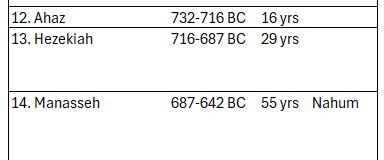 12. Ahaz 732-716 BC 16 yrs
13. Hezekiah 716-687 BC 29 yrs
14. Manasseh 687-642 BC 55 yrs Nahum